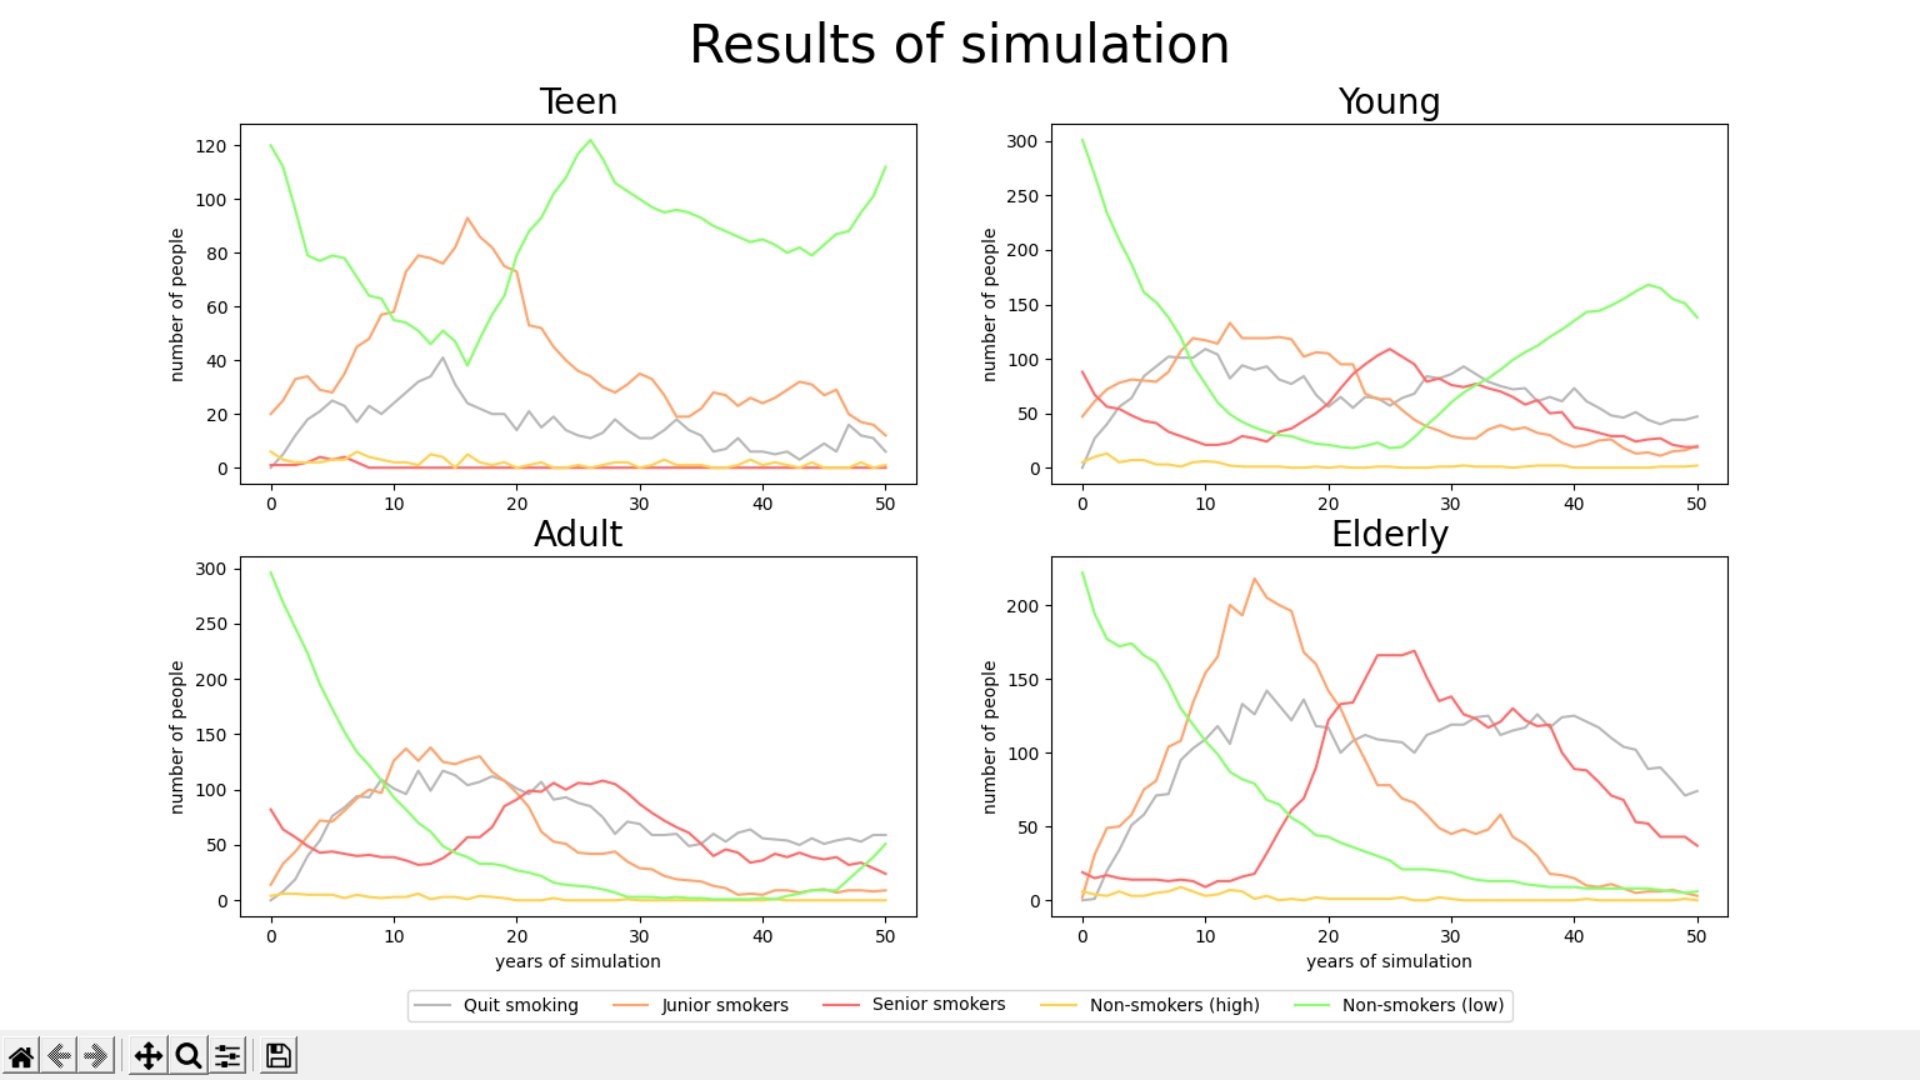 Results of simulation
Teen
number of people
120
100
80
60
40
20
0
0 10 20 30 40 50
Young
number of people
300
250
200
150
100
50
0
0 10 20 30 40 50
Adult
number of people
300
250
200
150
100
50
0
0 10 20 30 40 50
years of simulation
Elderly
number of people
200
150
100
50
0
0 10 20 30 40 50
years of simulation
Quit smoking Junior smokers Senior smokers Non-smokers (high) Non-smokers (low)